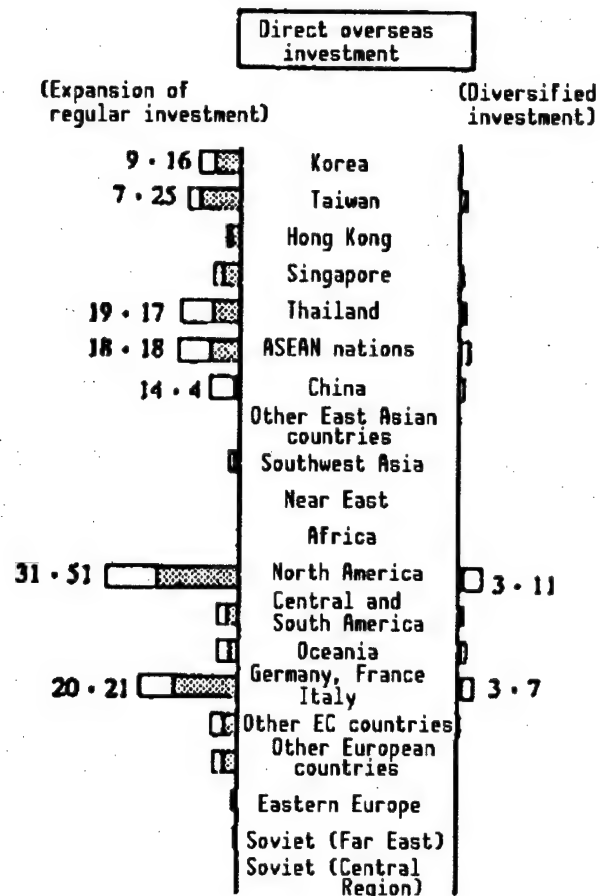 Direct overseas
investment
(Expansion of
regular investment)
(Diversified
investment)
9 · 16
Korea
7 · 25
Taiwan
Hong Kong
Singapore
19 · 17
Thailand
18 · 18
ASEAN nations
14 · 4
China
Other East Asian
countries
Southwest Asia
Near East
Africa
31 · 51
North America
3 · 11
Central and
South America
Oceania
20 · 21
Germany, France
Italy
3 · 7
Other EC countries
Other European
countries
Eastern Europe
Soviet (Far East)
Soviet (Central
Region)